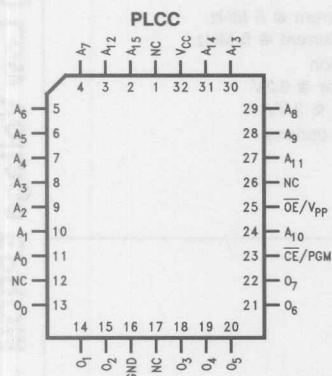 PLCC
A7 A12 A15 NC VCC A14 A13
4 3 2 1 32 31 30
A6 5 29 A8
A5 6 28 A9
A4 7 27 A11
A3 8 26 NC
A2 9 25 OE/VPP
A1 10 24 A10
A0 11 23 CE/PGM
NC 12 22 O7
O0 13 21 O6
14 15 16 17 18 19 20
O1 O2 GND NC O3 O4 O5